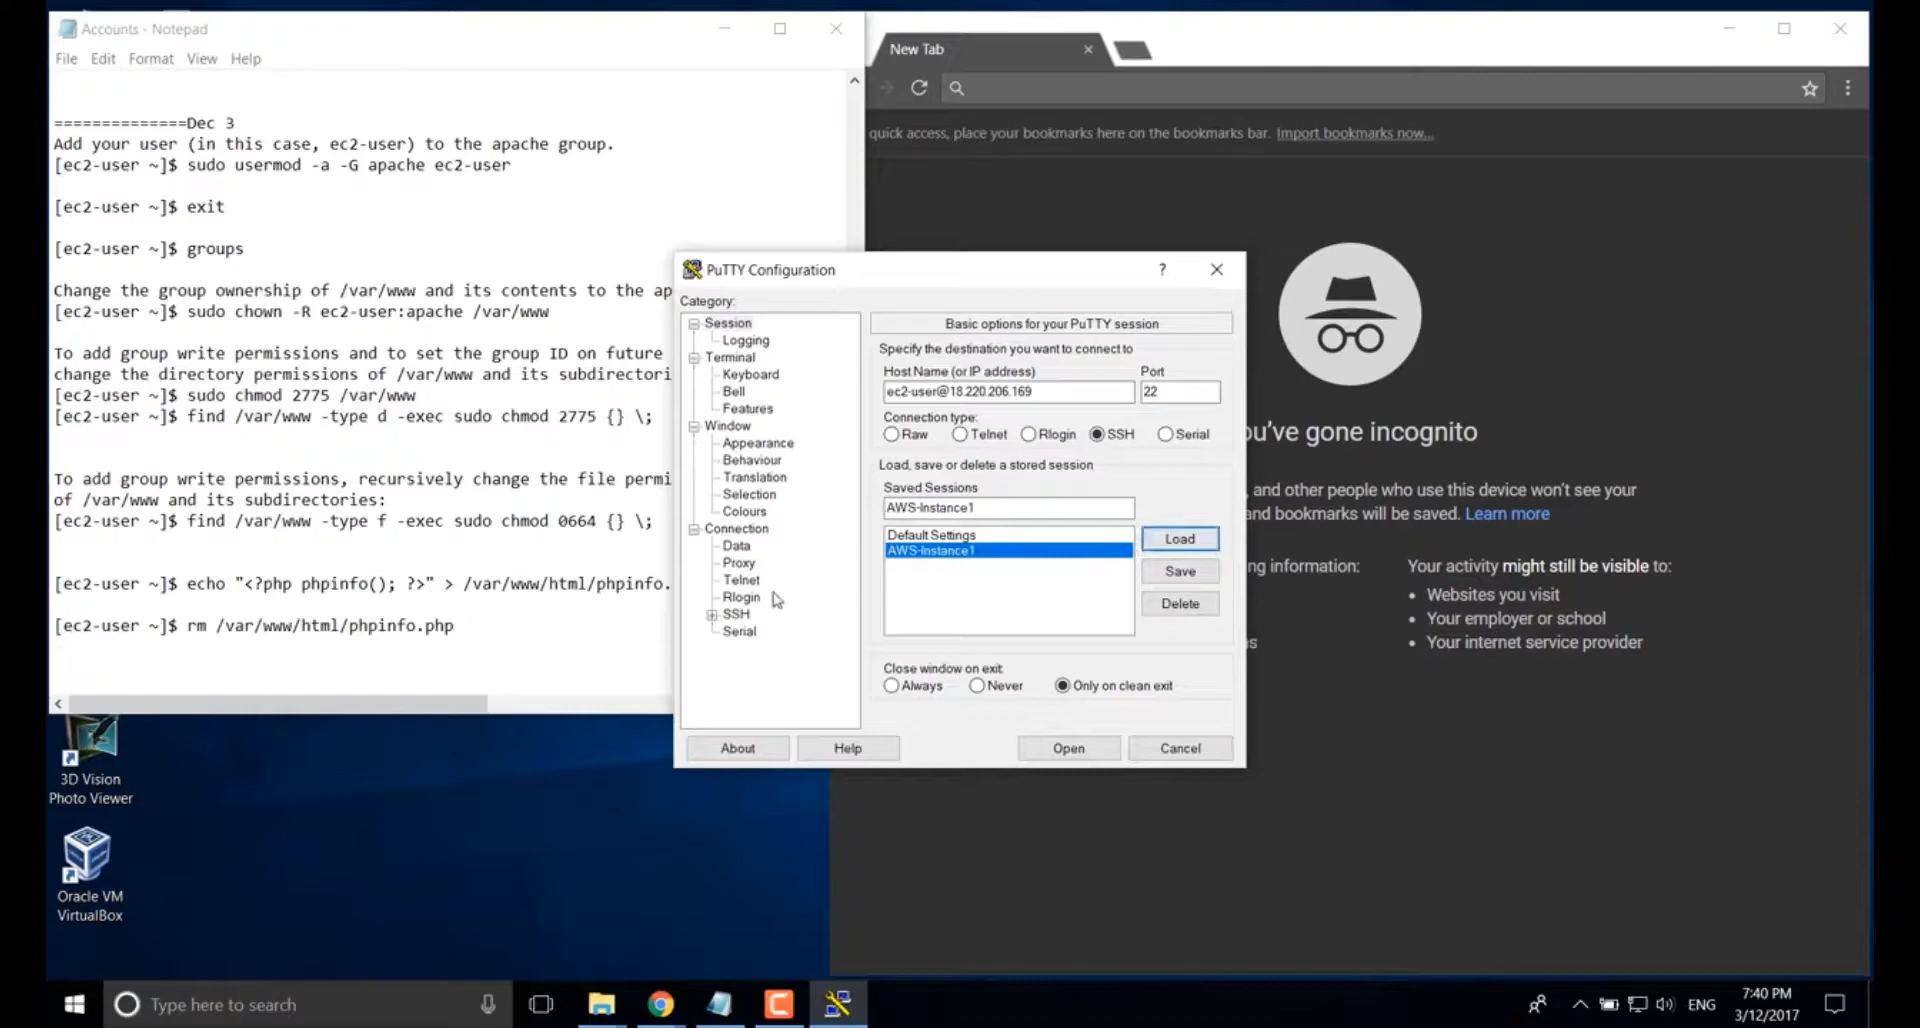 Accounts - Notepad
File Edit Format View Help
==============Dec 3
Add your user (in this case, ec2-user) to the apache group.
[ec2-user ~]$ sudo usermod -a -G apache ec2-user
[ec2-user ~]$ exit
[ec2-user ~]$ groups
Change the group ownership of /var/www and its contents to the ap
[ec2-user ~]$ sudo chown -R ec2-user:apache /var/www
To add group write permissions and to set the group ID on future
change the directory permissions of /var/www and its subdirectori
[ec2-user ~]$ sudo chmod 2775 /var/www
[ec2-user ~]$ find /var/www -type d -exec sudo chmod 2775 {} \;
To add group write permissions, recursively change the file permi
of /var/www and its subdirectories:
[ec2-user ~]$ find /var/www -type f -exec sudo chmod 0664 {} \;
[ec2-user ~]$ echo "<?php phpinfo(); ?>" > /var/www/html/phpinfo.
[ec2-user ~]$ rm /var/www/html/phpinfo.php
PuTTY Configuration
?
Category:
Session
Logging
Terminal
Keyboard
Bell
Features
Window
Appearance
Behaviour
Translation
Selection
Colours
Connection
Data
Proxy
Telnet
Rlogin
SSH
Serial
Basic options for your PuTTY session
Specify the destination you want to connect to
Host Name (or IP address) Port
ec2-user@18.220.206.169 22
Connection type:
Raw Telnet Rlogin SSH Serial
Load, save or delete a stored session
Saved Sessions
AWS-Instance1
Default Settings
AWS-Instance1
Load
Save
Delete
Close window on exit:
Always Never Only on clean exit
About Help Open Cancel
New Tab
quick access, place your bookmarks here on the bookmarks bar. Import bookmarks now...
ou've gone incognito
, and other people who use this device won't see your
and bookmarks will be saved. Learn more
ng information:
s
Your activity might still be visible to:
• Websites you visit
• Your employer or school
• Your internet service provider
3D Vision
Photo Viewer
Oracle VM
VirtualBox
Type here to search
ENG
7:40 PM
3/12/2017